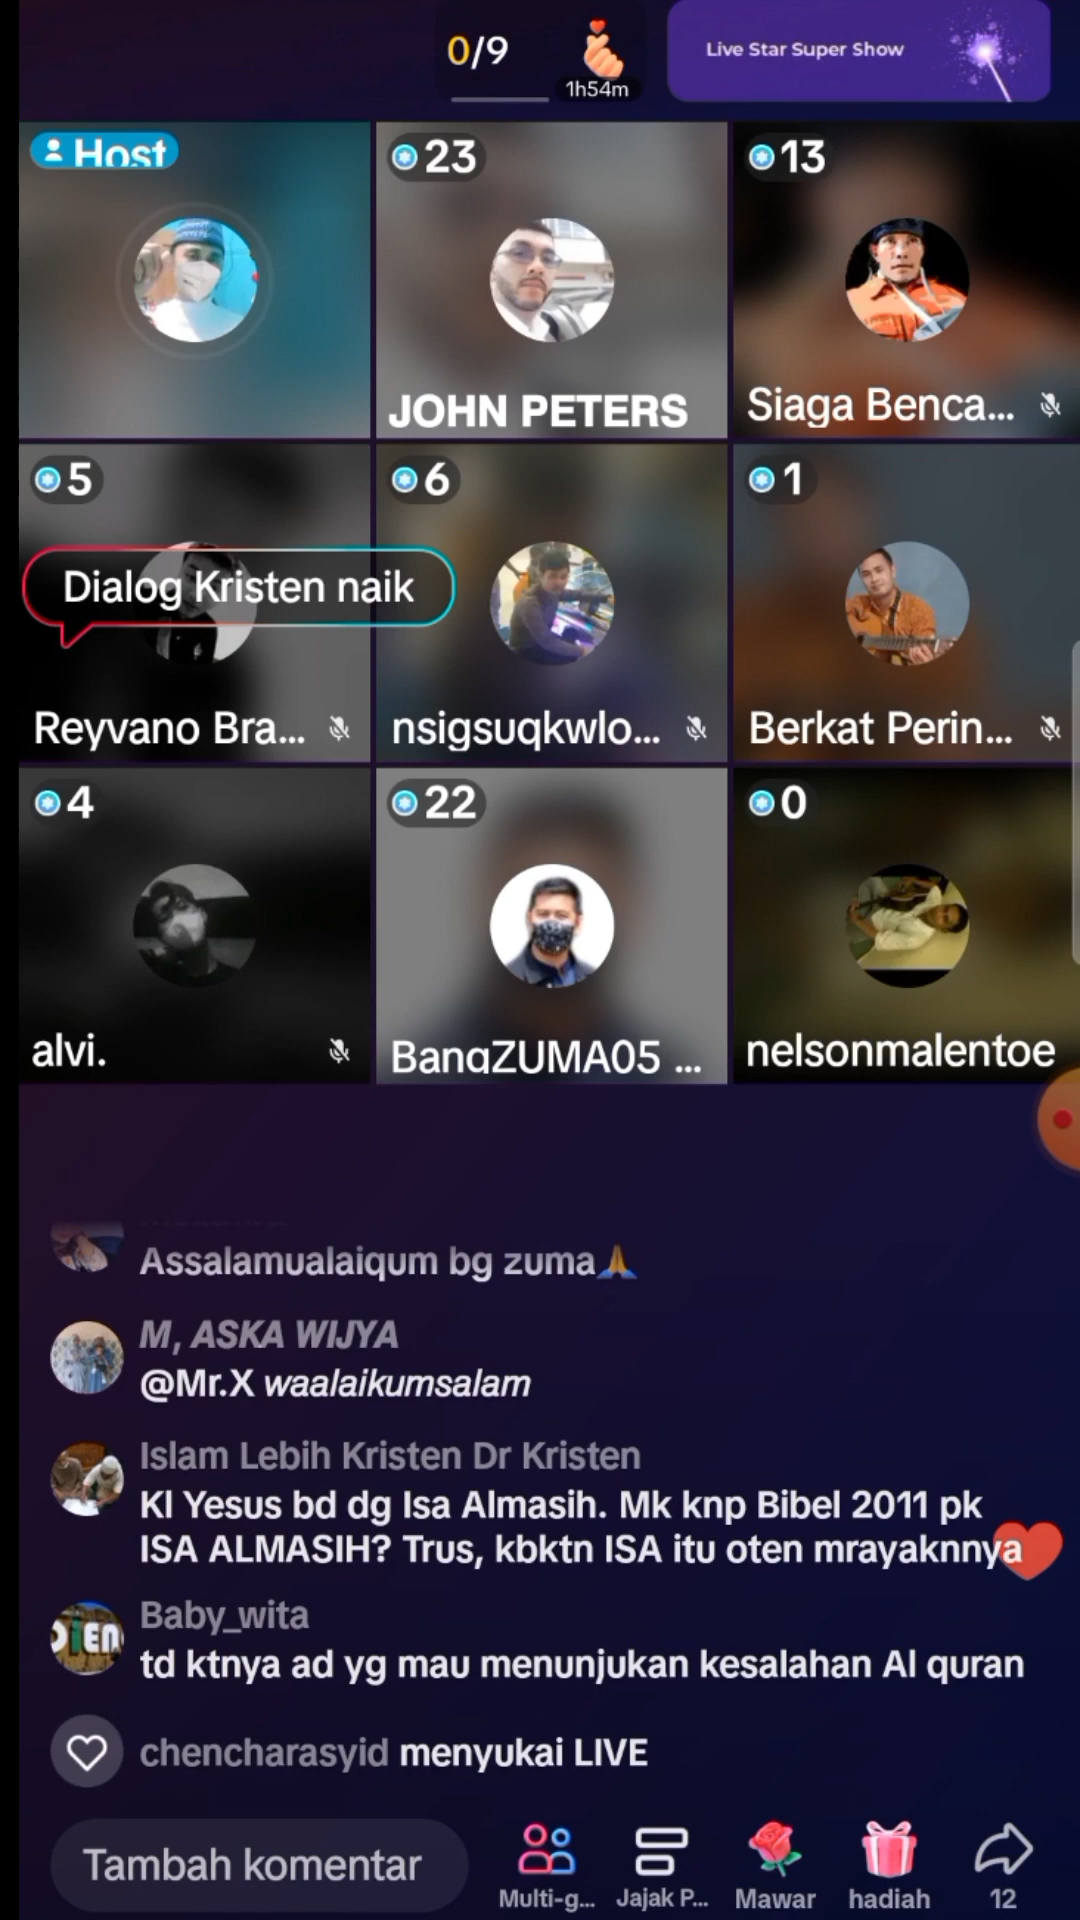 0/9
1h54m
Live Star Super Show
Host
23
13
JOHN PETERS
Siaga Benca...
5
6
1
Dialog Kristen naik
Reyvano Bra...
nsigsuqkwlo...
Berkat Perin...
4
22
0
alvi.
BangZUMA05 ...
nelsonmalentoe
Assalamualaiqum bg zuma🙏
M, ASKA WIJYA
@Mr.X waalaikumsalam
Islam Lebih Kristen Dr Kristen
Kl Yesus bd dg Isa Almasih. Mk knp Bibel 2011 pk
ISA ALMASIH? Trus, kbktn ISA itu oten mrayaknnya
Baby_wita
td ktnya ad yg mau menunjukan kesalahan Al quran
chencharasyid menyukai LIVE
Tambah komentar
Multi-g...
Jajak P...
Mawar
hadiah
12